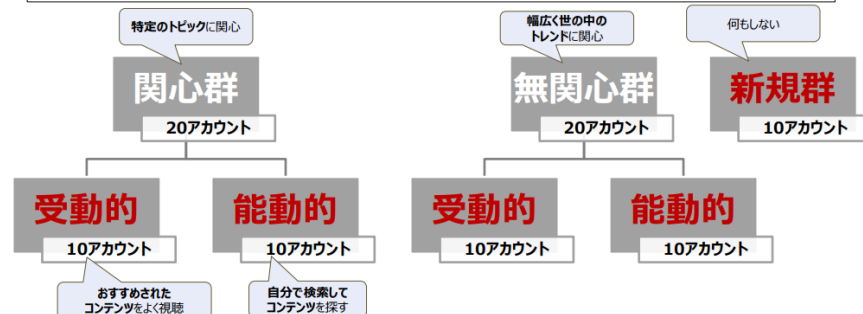 特定のトピックに関心
幅広く世の中の
トレンドに関心
何もしない
関心群
20アカウント
無関心群
20アカウント
新規群
10アカウント
受動的
10アカウント
能動的
10アカウント
受動的
10アカウント
能動的
10アカウント
おすすめされた
コンテンツをよく視聴
自分で検索して
コンテンツを探す